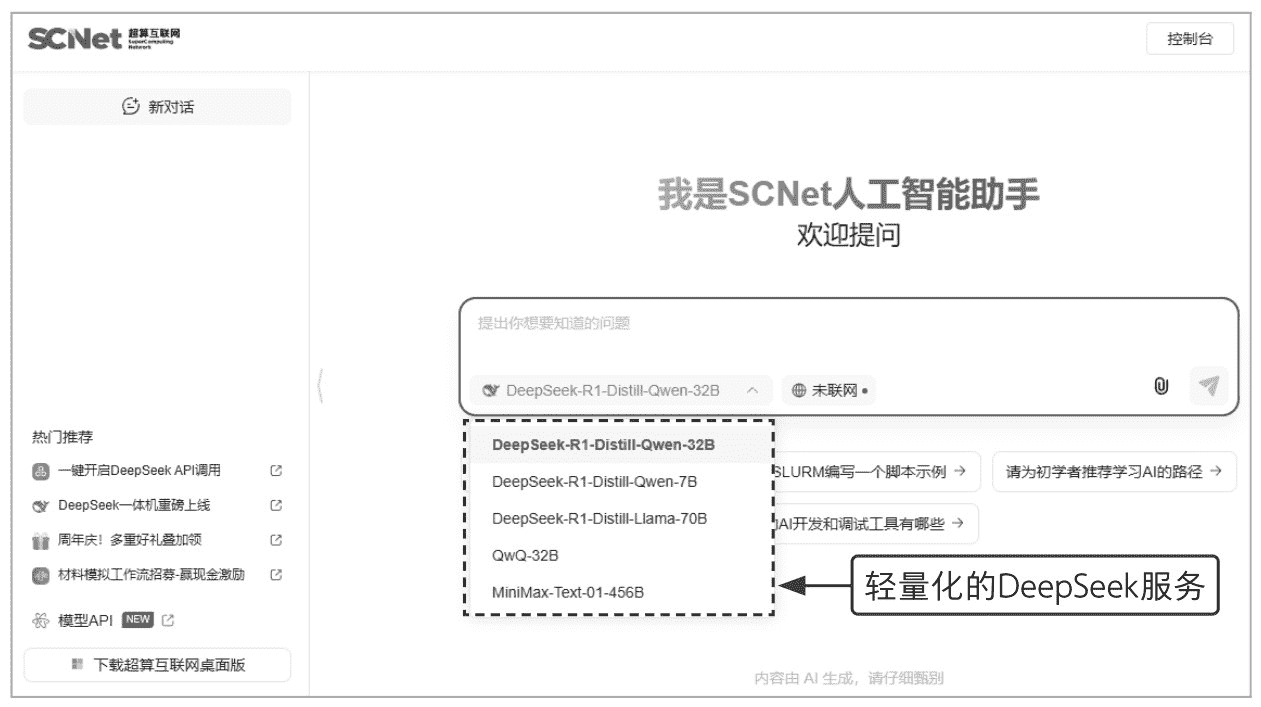 SCNet 超算互联网
SuperComputing
Network
控制台
新对话
我是SCNet人工智能助手
欢迎提问
提出你想要知道的问题
DeepSeek-R1-Distill-Qwen-32B
未联网
DeepSeek-R1-Distill-Qwen-32B
DeepSeek-R1-Distill-Qwen-7B
DeepSeek-R1-Distill-Llama-70B
QwQ-32B
MiniMax-Text-01-456B
SLURM编写一个脚本示例 →
请为初学者推荐学习AI的路径 →
AI开发和调试工具有哪些 →
轻量化的DeepSeek服务
热门推荐
一键开启DeepSeek API调用
DeepSeek一体机重磅上线
周年庆！多重好礼叠加领
材料模拟工作流招募-赢现金激励
模型API NEW
下载超算互联网桌面版
内容由 AI 生成，请仔细甄别